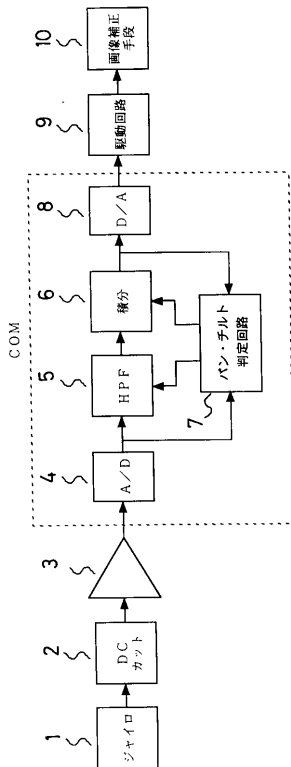 COM
1
ジャイロ
2
DC
カット
3
4
A/D
5
HPF
6
積分
7
パン・チルト
判定回路
8
D/A
9
駆動回路
10
画像補正
手段